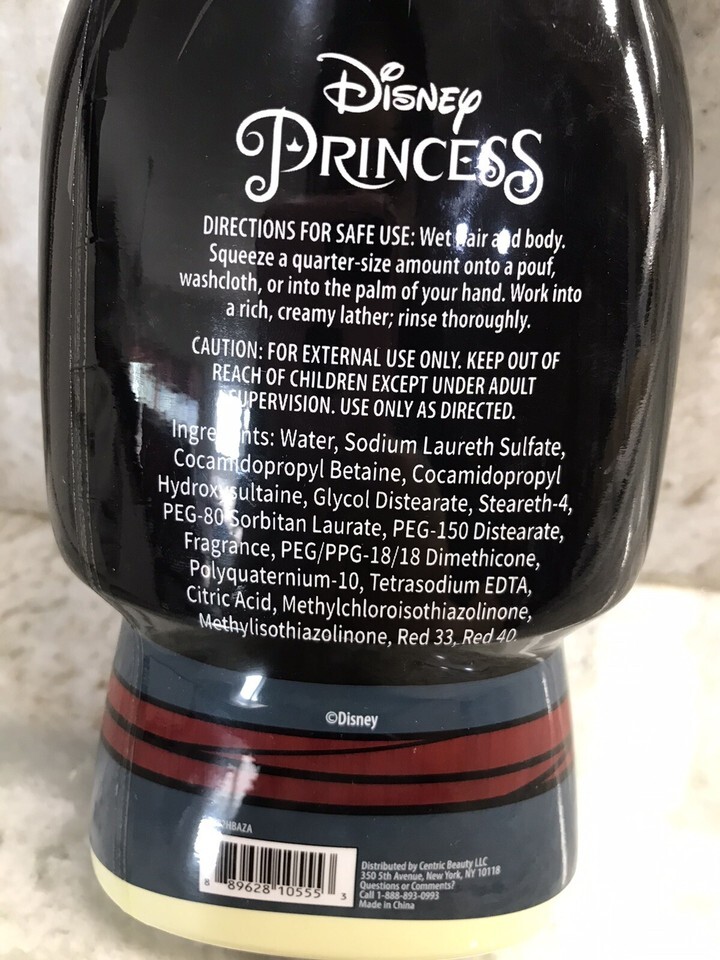 Disney
PRINCESS
DIRECTIONS FOR SAFE USE: Wet hair and body.
Squeeze a quarter-size amount onto a pouf,
washcloth, or into the palm of your hand. Work into
a rich, creamy lather; rinse thoroughly.
CAUTION: FOR EXTERNAL USE ONLY. KEEP OUT OF
REACH OF CHILDREN EXCEPT UNDER ADULT
SUPERVISION. USE ONLY AS DIRECTED.
Ingredients: Water, Sodium Laureth Sulfate,
Cocamidopropyl Betaine, Cocamidopropyl
Hydroxysultaine, Glycol Distearate, Steareth-4,
PEG-80 Sorbitan Laurate, PEG-150 Distearate,
Fragrance, PEG/PPG-18/18 Dimethicone,
Polyquaternium-10, Tetrasodium EDTA,
Citric Acid, Methylchloroisothiazolinone,
Methylisothiazolinone, Red 33, Red 40.
©Disney
8 89628 10555 3
Distributed by Centric Beauty LLC
350 5th Avenue, New York, NY 10118
Questions or Comments?
Call 1-888-893-0993
Made in China